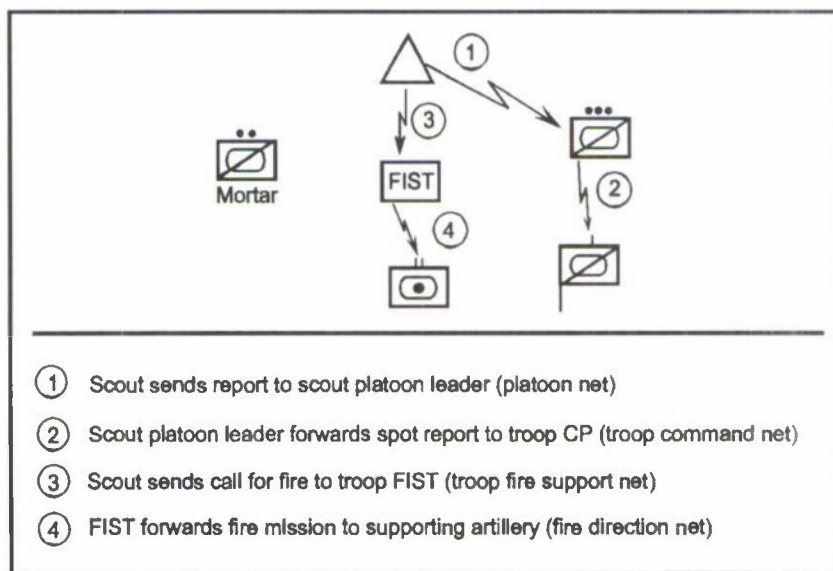 1
3
Mortar
FIST
2
4
1 Scout sends report to scout platoon leader (platoon net)
2 Scout platoon leader forwards spot report to troop CP (troop command net)
3 Scout sends call for fire to troop FIST (troop fire support net)
4 FIST forwards fire mission to supporting artillery (fire direction net)